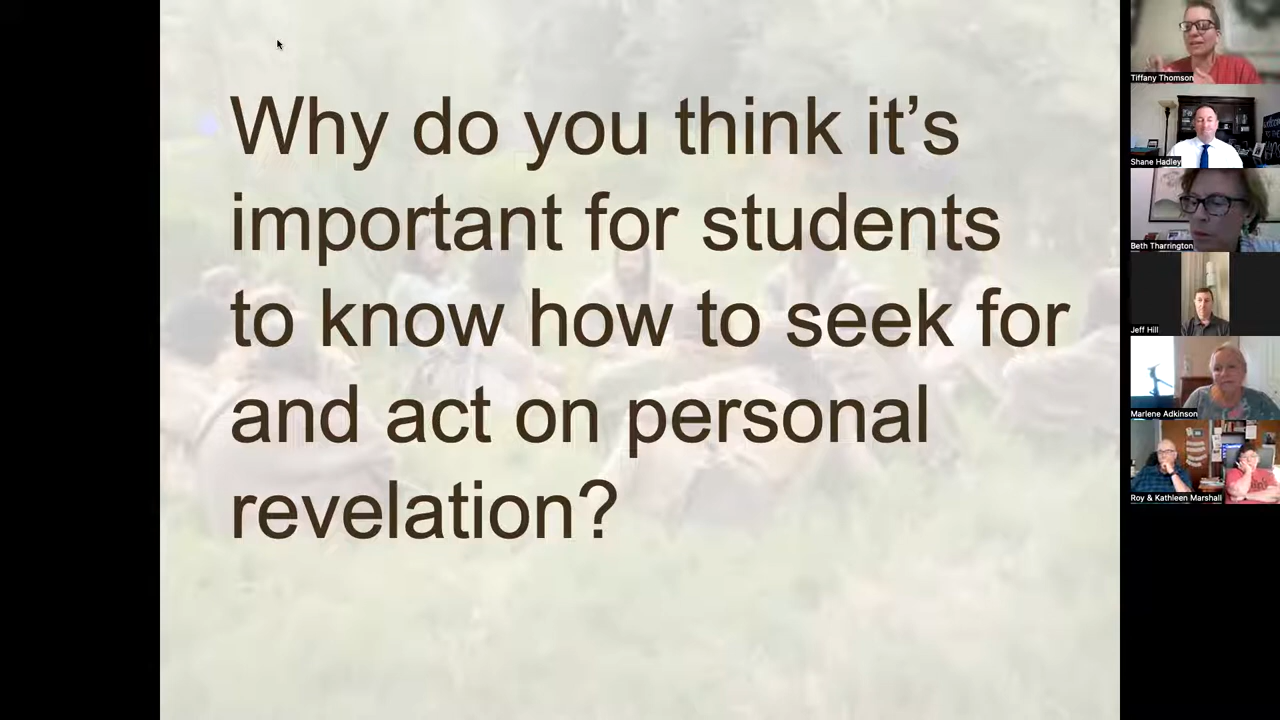 Why do you think it’s
important for students
to know how to seek for
and act on personal
revelation?
Tiffany Thomson
Shane Hadley
Beth Tharrington
Jeff Hill
Marlene Adkinson
Roy & Kathleen Marshall